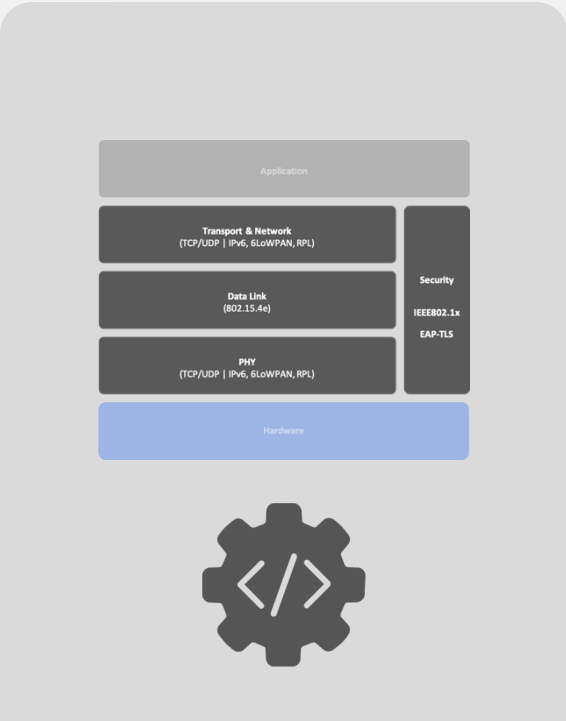 Application
Transport & Network
(TCP/UDP | IPv6, 6LoWPAN, RPL)
Data Link
(802.15.4e)
PHY
(TCP/UDP | IPv6, 6LoWPAN, RPL)
Security
IEEE802.1x
EAP-TLS
Hardware
</>